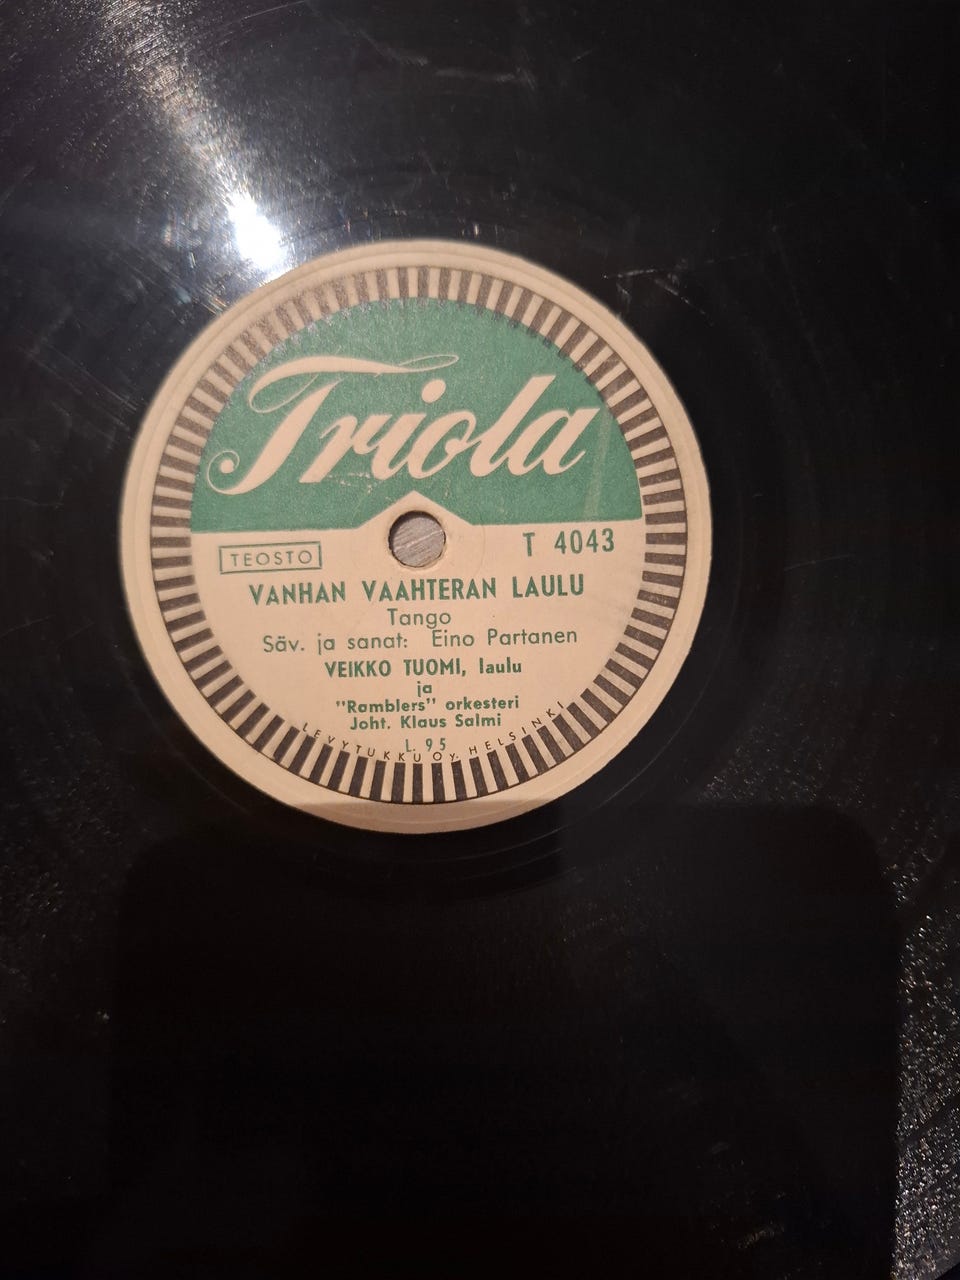 Triola
TEOSTO
T 4043
VANHAN VAAHTERAN LAULU
Tango
Säv. ja sanat: Eino Partanen
VEIKKO TUOMI, laulu
ja
"Ramblers" orkesteri
Joht. Klaus Salmi
L. 95
LEVYTUKKU Oy. HELSINKI